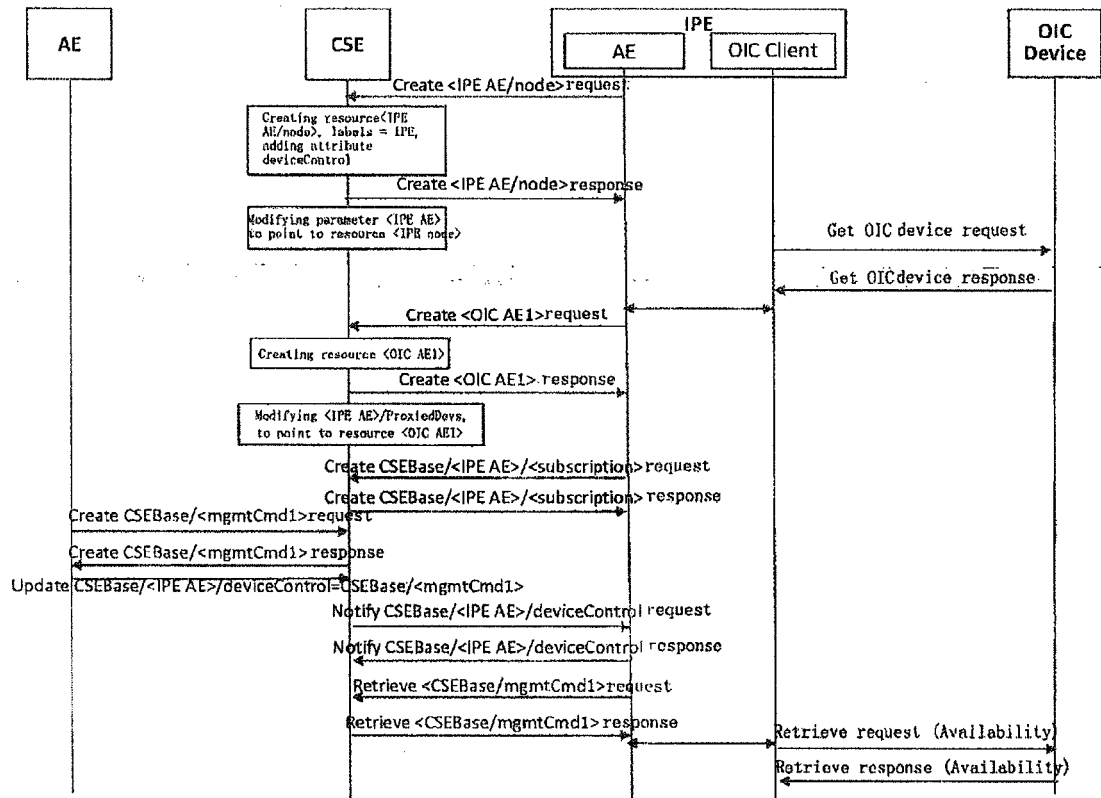 AE
CSE
IPE
AE
OIC Client
OIC
Device
Create <IPE AE/node>request
Creating resource(IPE
AE/node), labels = IPE,
adding attribute
deviceControl
Create <IPE AE/node>response
Modifying parameter <IPE AE>
to point to resource <IPE node>
Get OIC device request
Get OICdevice response
Create <OIC AE1>request
Creating resource <OIC AE1>
Create <OIC AE1> response
Modifying <IPE AE>/ProxiedDevs,
to point to resource <OIC AE1>
Create CSEBase/<IPE AE>/<subscription> request
Create CSEBase/<IPE AE>/<subscription> response
Create CSEBase/<mgmtCmd1>request
Create CSEBase/<mgmtCmd1> response
Update CSEBase/<IPE AE>/deviceControl=CSEBase/<mgmtCmd1>
Notify CSEBase/<IPE AE>/deviceControl request
Notify CSEBase/<IPE AE>/deviceControl response
Retrieve <CSEBase/mgmtCmd1>request
Retrieve <CSEBase/mgmtCmd1> response
Retrieve request (Availability)
Retrieve response (Availability)